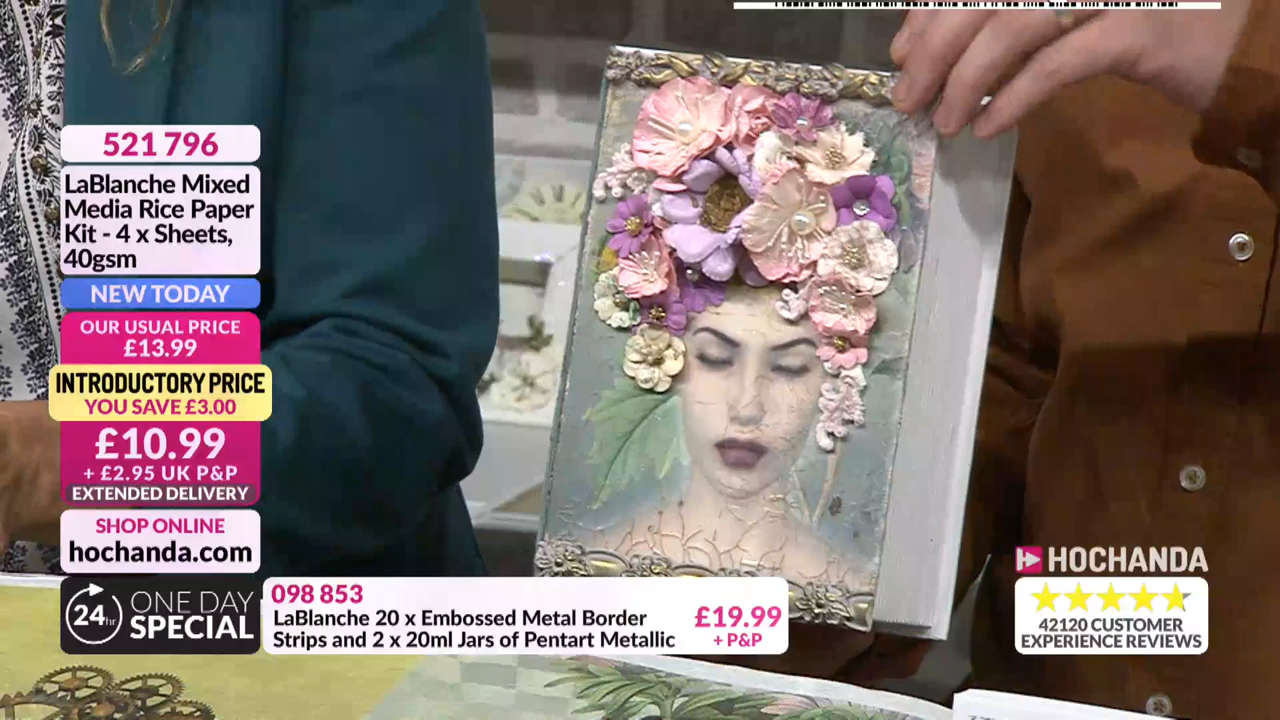 521 796
LaBlanche Mixed
Media Rice Paper
Kit - 4 x Sheets,
40gsm
NEW TODAY
OUR USUAL PRICE
£13.99
INTRODUCTORY PRICE
YOU SAVE £3.00
£10.99
+ £2.95 UK P&P
EXTENDED DELIVERY
SHOP ONLINE
hochanda.com
24hr
ONE DAY
SPECIAL
098 853
LaBlanche 20 x Embossed Metal Border
Strips and 2 x 20ml Jars of Pentart Metallic
£19.99
+ P&P
HOCHANDA
42120 CUSTOMER
EXPERIENCE REVIEWS